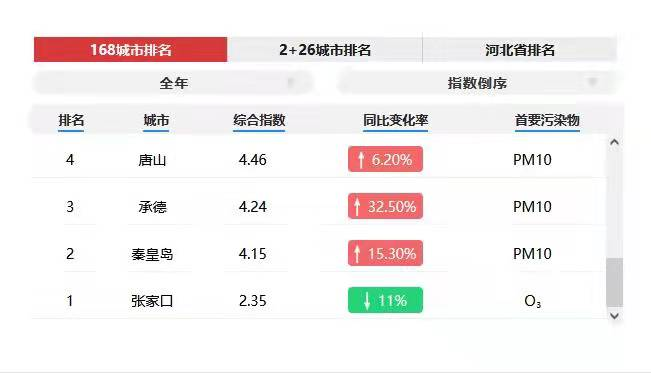 168城市排名 2+26城市排名 河北省排名
全年 指数倒序
排名 城市 综合指数 同比变化率 首要污染物
4 唐山 4.46 ↑ 6.20% PM10
3 承德 4.24 ↑ 32.50% PM10
2 秦皇岛 4.15 ↑ 15.30% PM10
1 张家口 2.35 ↓ 11% O₃